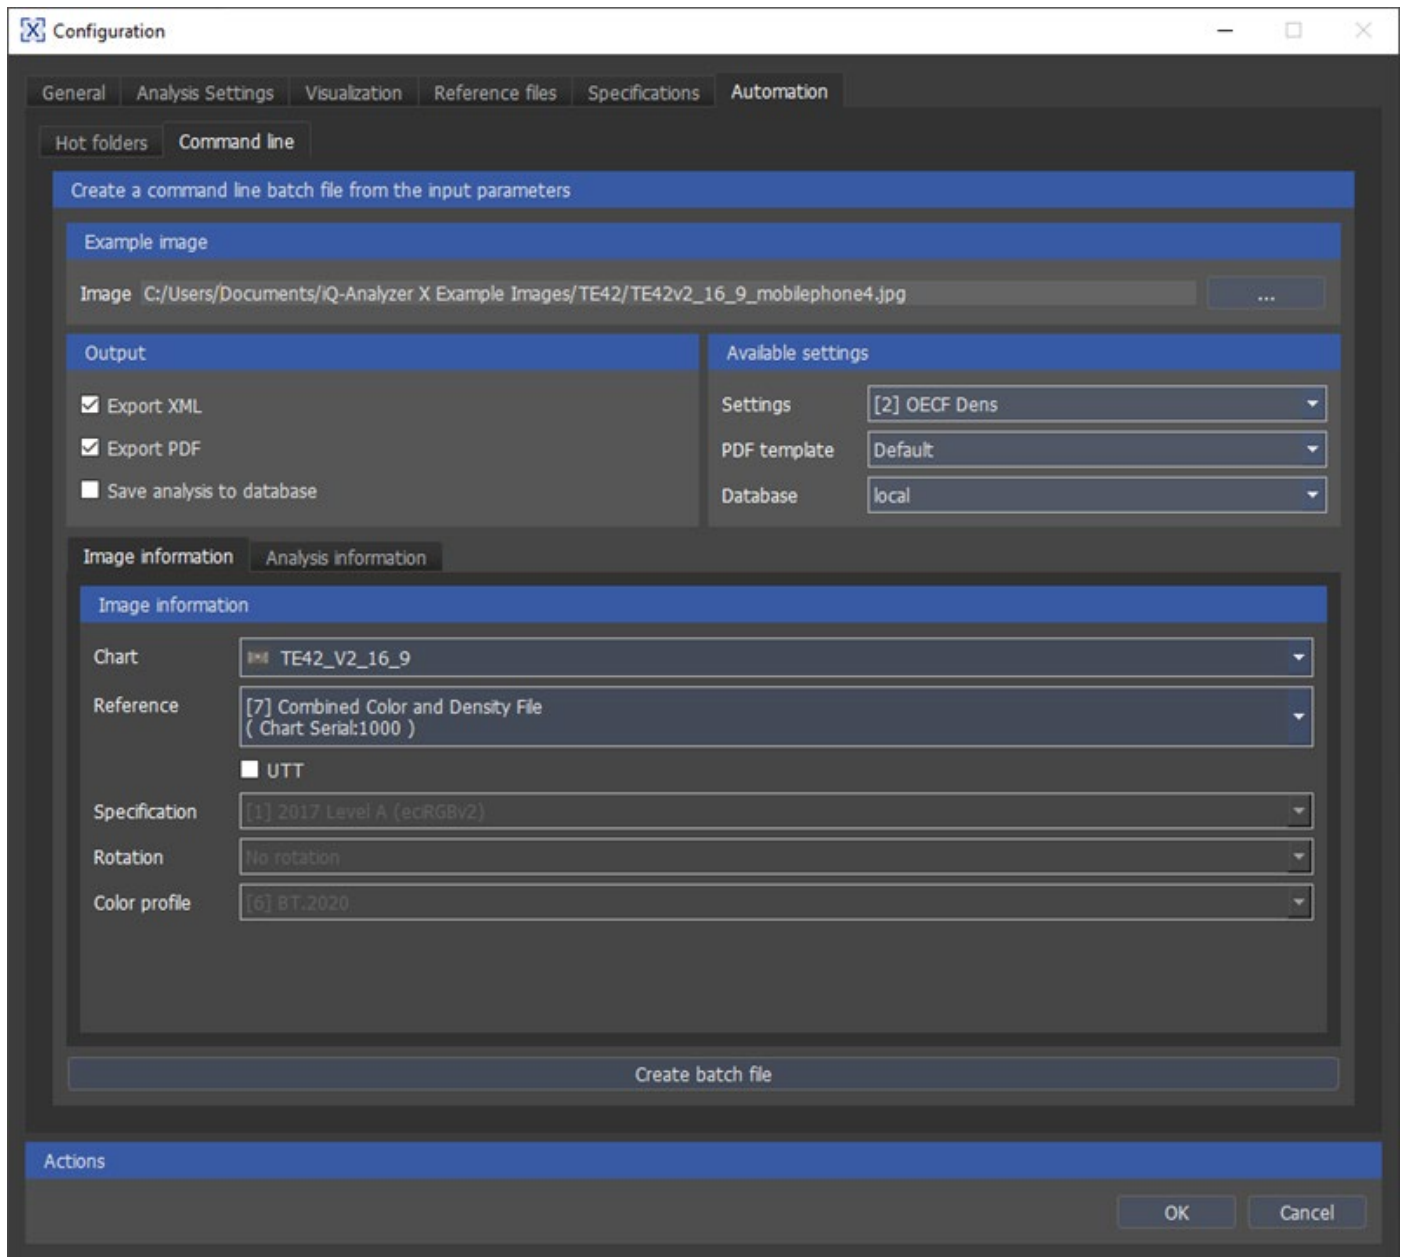 Configuration
General Analysis Settings Visualization Reference files Specifications Automation
Hot folders Command line
Create a command line batch file from the input parameters
Example image
Image C:/Users/Documents/iQ-Analyzer X Example Images/TE42/TE42v2_16_9_mobilephone4.jpg ...
Output
Export XML
Export PDF
Save analysis to database
Available settings
Settings [2] OECF Dens
PDF template Default
Database local
Image information Analysis information
Image information
Chart TE42_V2_16_9
Reference [7] Combined Color and Density File
( Chart Serial:1000 )
UTT
Specification [1] 2017 Level A (eciRGBv2)
Rotation No rotation
Color profile [6] BT.2020
Create batch file
Actions
OK Cancel